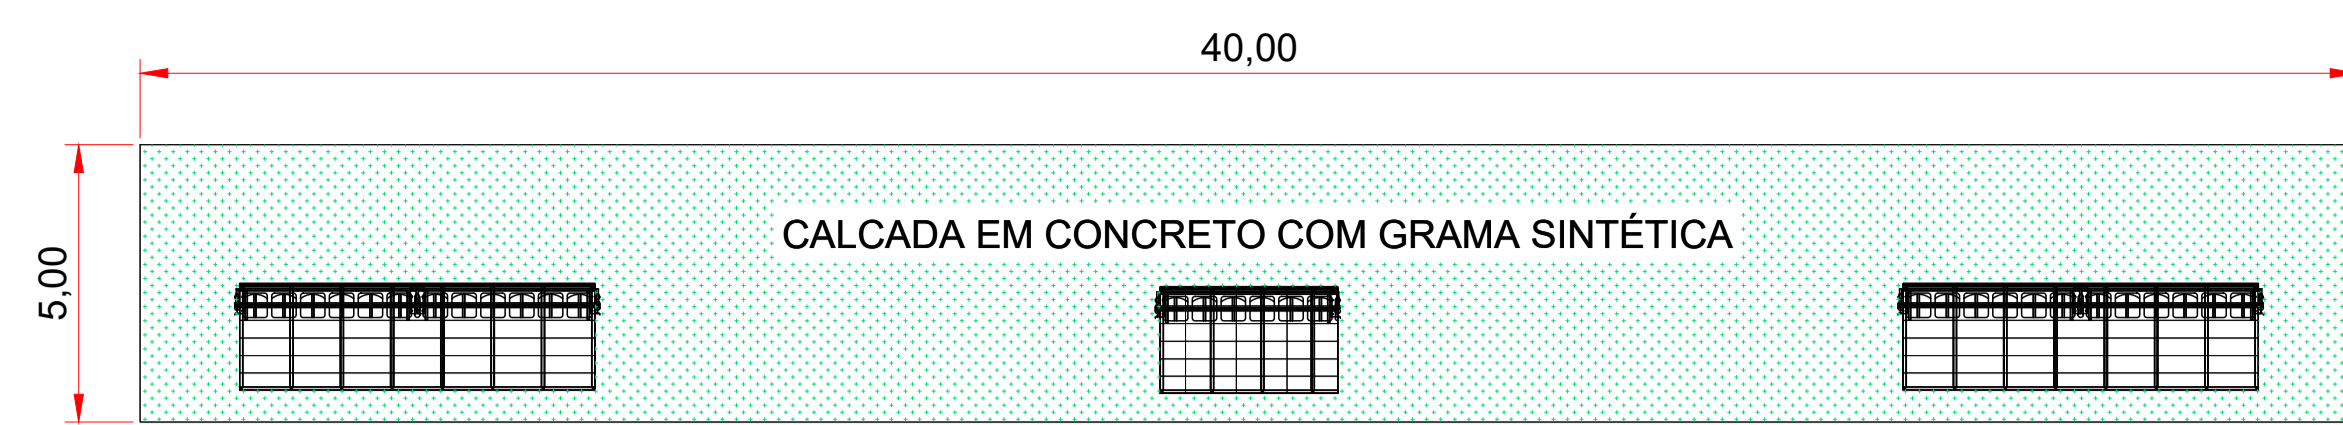 40,00
CALCADA EM CONCRETO COM GRAMA SINTÉTICA
5,00